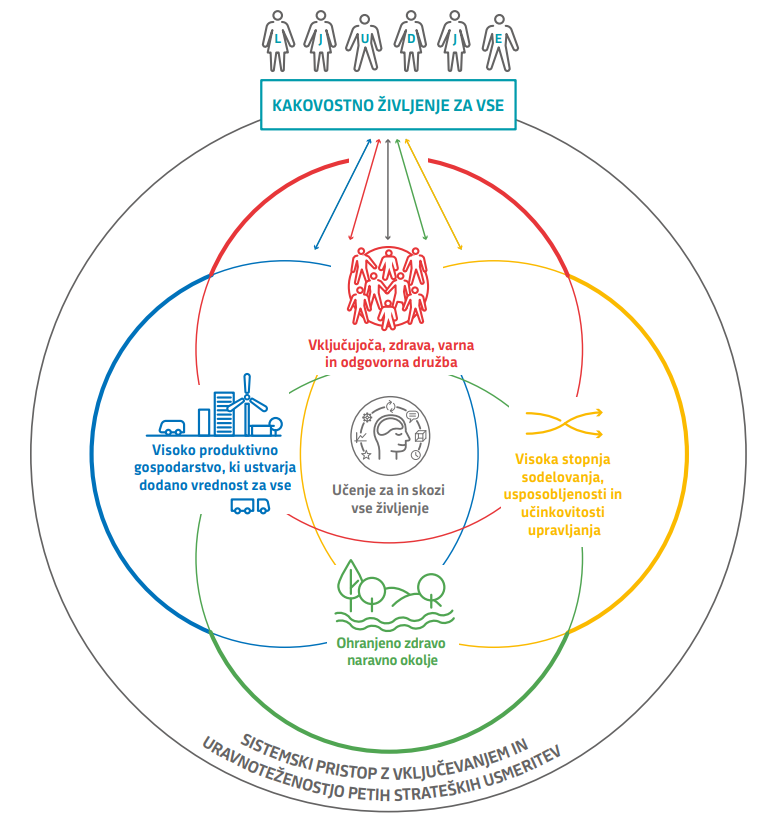 L J U D J E
KAKOVOSTNO ŽIVLJENJE ZA VSE
Vključujoča, zdrava, varna
in odgovorna družba
Visoko produktivno
gospodarstvo, ki ustvarja
dodano vrednost za vse
Učenje za in skozi
vse življenje
Visoka stopnja
sodelovanja,
usposobljenosti in
učinkovitosti
upravljanja
Ohranjeno zdravo
naravno okolje
SISTEMSKI PRISTOP Z VKLJUČEVANJEM IN
URAVNOTEŽENOSTJO PETIH STRATEŠKIH USMERITEV